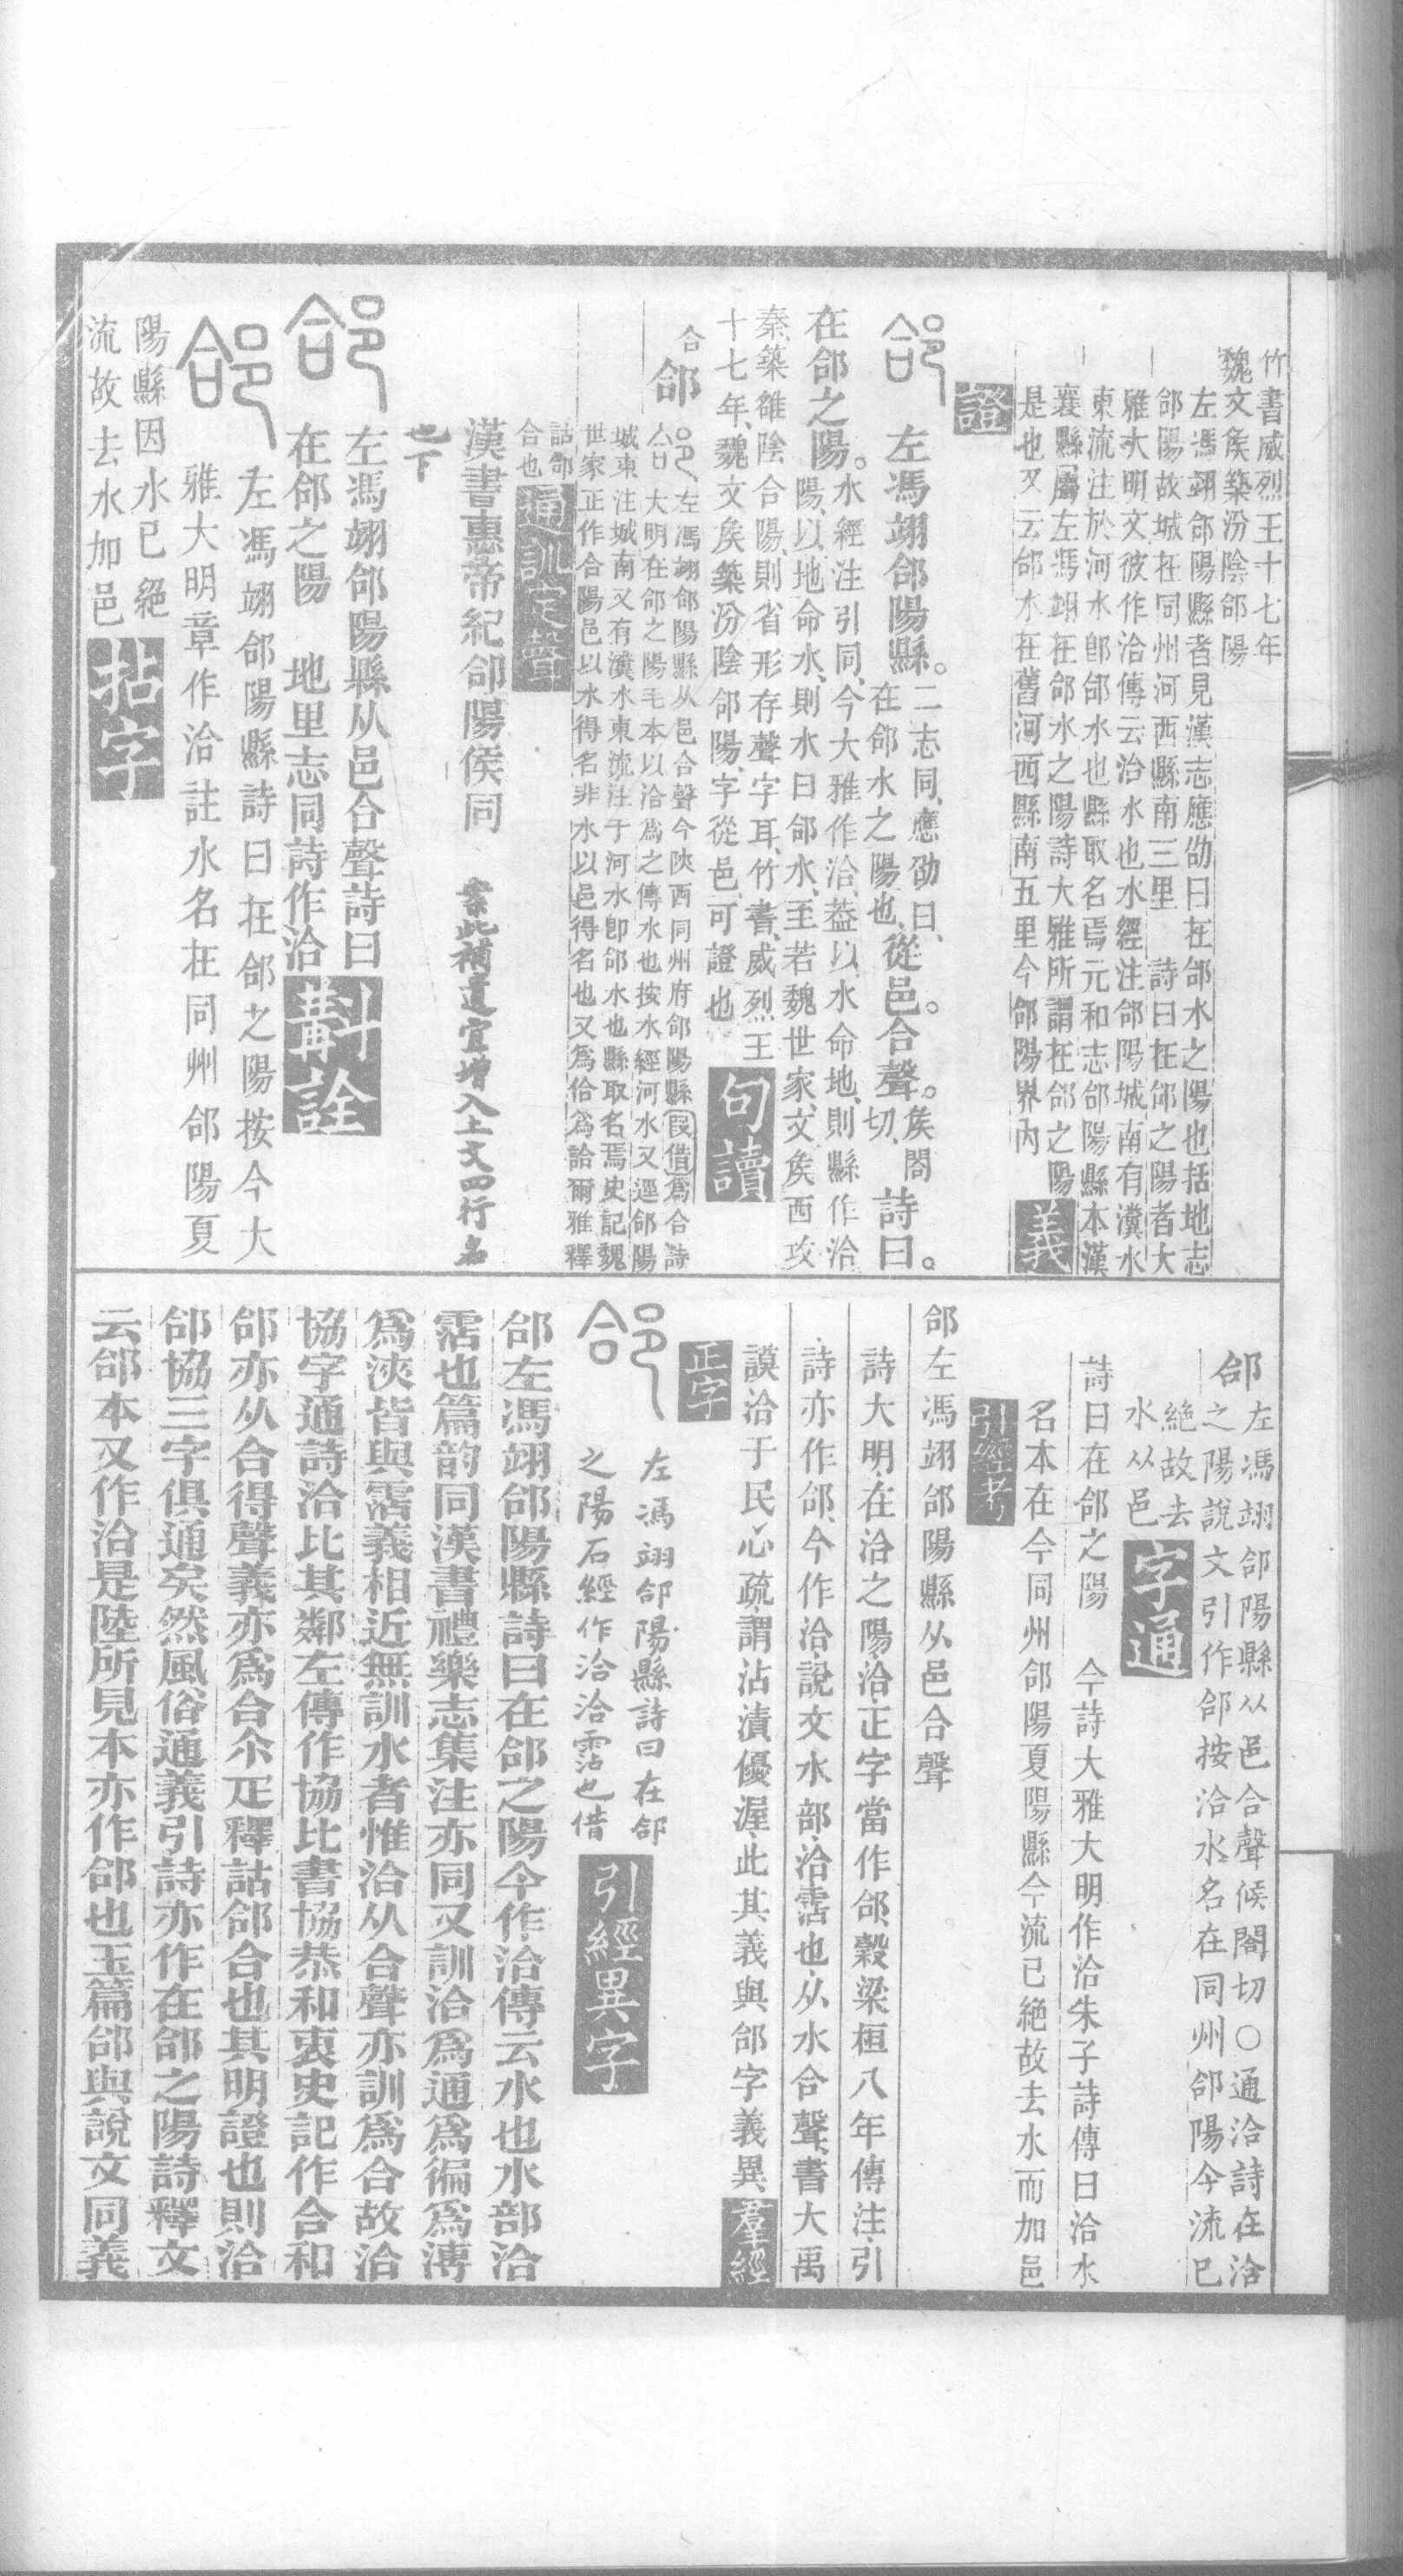 竹書威烈王十七年
魏文矦築汾陰郃陽
左馮翊郃陽縣者見漢志應劭曰在郃水之陽也括地志
郃陽故城在同州河西縣南三里　詩曰在郃之陽者大
雅大明文彼作洽傳云洽水也水經注郃陽城南有瀵水
東流注於河水卽郃水也縣取名焉元和志郃陽縣本漢
襄縣屬左馮翊在郃水之陽詩大雅所謂在郃之陽
是也又云郃水在舊河西縣南五里今郃陽界內
義
證
郃
左馮翊郃陽縣。
二志同、應劭曰、
在郃水之陽也、
從邑。合聲。
矦閤
切、
詩曰。
在郃之陽。
水經注引同、今大雅作洽、葢以水命地、則縣作洽
陽、以地命水、則水曰郃水、至若魏世家、文矦西攻
秦、築雒陰合陽、則省形存聲字耳、竹書、威烈王
十七年、魏文矦築汾陰郃陽、字從邑、可證也
句讀
合
郃
左馮翊郃陽縣从邑合聲今陝西同州府郃陽縣叚借爲合詩
大明在郃之陽毛本以洽爲之傳水也按水經河水又逕郃陽
城東注城南又有瀵水東流注于河水卽郃水也縣取名焉史記魏
世家正作合陽邑以水得名非水以邑得名也又爲佮爲詥爾雅釋
詁郃
合也
通訓定聲
漢書惠帝紀郃陽侯同
案此補遺宜增入上文四行名
也下
郃
左馮翊郃陽縣从邑合聲詩曰
在郃之陽　地里志同詩作洽
斠詮
郃
左馮翊郃陽縣詩曰在郃之陽按今大
雅大明章作洽註水名在同州郃陽夏
陽縣因水已絕
流故去水加邑
拈字
郃
左馮翊郃陽縣从邑合聲候閤切○通洽詩在洽
之陽說文引作郃按洽水名在同州郃陽今流已
絕故去
水从邑
字通
詩曰在郃之陽　今詩大雅大明作洽朱子詩傳曰洽水
名本在今同州郃陽夏陽縣今流已絶故去水而加邑
引經考
郃左馮翊郃陽縣从邑合聲
詩大明、在洽之陽、洽、正字當作郃、穀梁桓八年傳注、引
詩亦作郃、今作洽、說文水部、洽、霑也、从水合聲、書大禹
謨洽于民心疏、謂沾漬優渥、此其義與郃字義異、
羣經
正字
郃
左馮翊郃陽縣詩曰在郃
之陽石經作洽洽霑也借
引經異字
郃左馮翊郃陽縣詩曰在郃之陽今作洽傳云水也水部洽
霑也篇韵同漢書禮樂志集注亦同又訓洽爲通爲徧爲溥
爲浹皆與霑義相近無訓水者惟洽从合聲亦訓爲合故洽
協字通詩洽比其鄰左傳作協比書協恭和衷史記作合和
郃亦从合得聲義亦爲合尒疋釋詁郃合也其明證也則洽
郃協三字俱通矣然風俗通義引詩亦作在郃之陽詩釋文
云郃本又作洽是陸所見本亦作郃也玉篇郃與說文同義